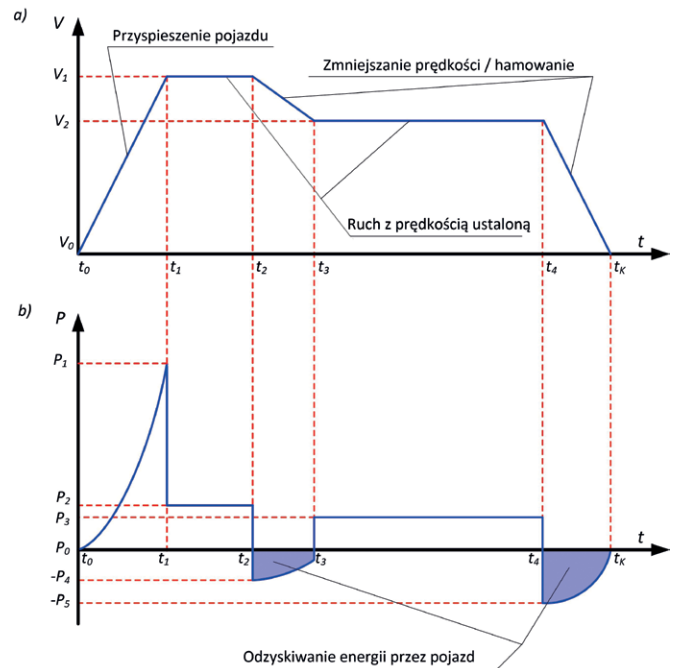 a)
V
Przyspieszenie pojazdu
Zmniejszanie prędkości / hamowanie
V₁
V₂
Ruch z prędkością ustaloną
V₀
t
t₀ t₁ t₂ t₃ t₄ tₖ
b)
P
P₁
P₂
P₃
t
P₀
t₀ t₁ t₂ t₃ t₄ tₖ
-P₄
-P₅
Odzyskiwanie energii przez pojazd